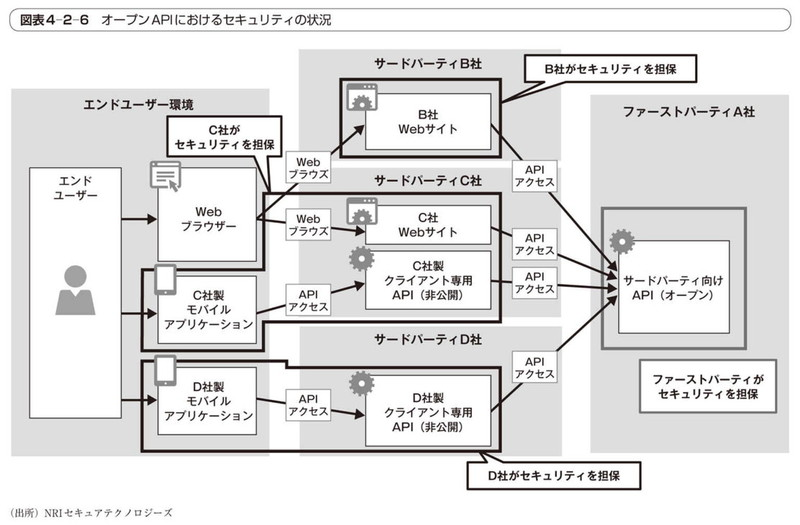 図表4-2-6 オープンAPIにおけるセキュリティの状況
サードパーティB社
B社がセキュリティを担保
エンドユーザー環境
ファーストパーティA社
C社が
セキュリティを担保
B社
Webサイト
Web
ブラウズ
API
アクセス
エンド
ユーザー
サードパーティC社
Web
ブラウザー
Web
ブラウズ
C社
Webサイト
API
アクセス
C社製
モバイル
アプリケーション
API
アクセス
C社製
クライアント専用
API（非公開）
API
アクセス
サードパーティ向け
API（オープン）
サードパーティD社
API
アクセス
ファーストパーティが
セキュリティを担保
D社製
モバイル
アプリケーション
API
アクセス
D社製
クライアント専用
API（非公開）
D社がセキュリティを担保
（出所）NRIセキュアテクノロジーズ